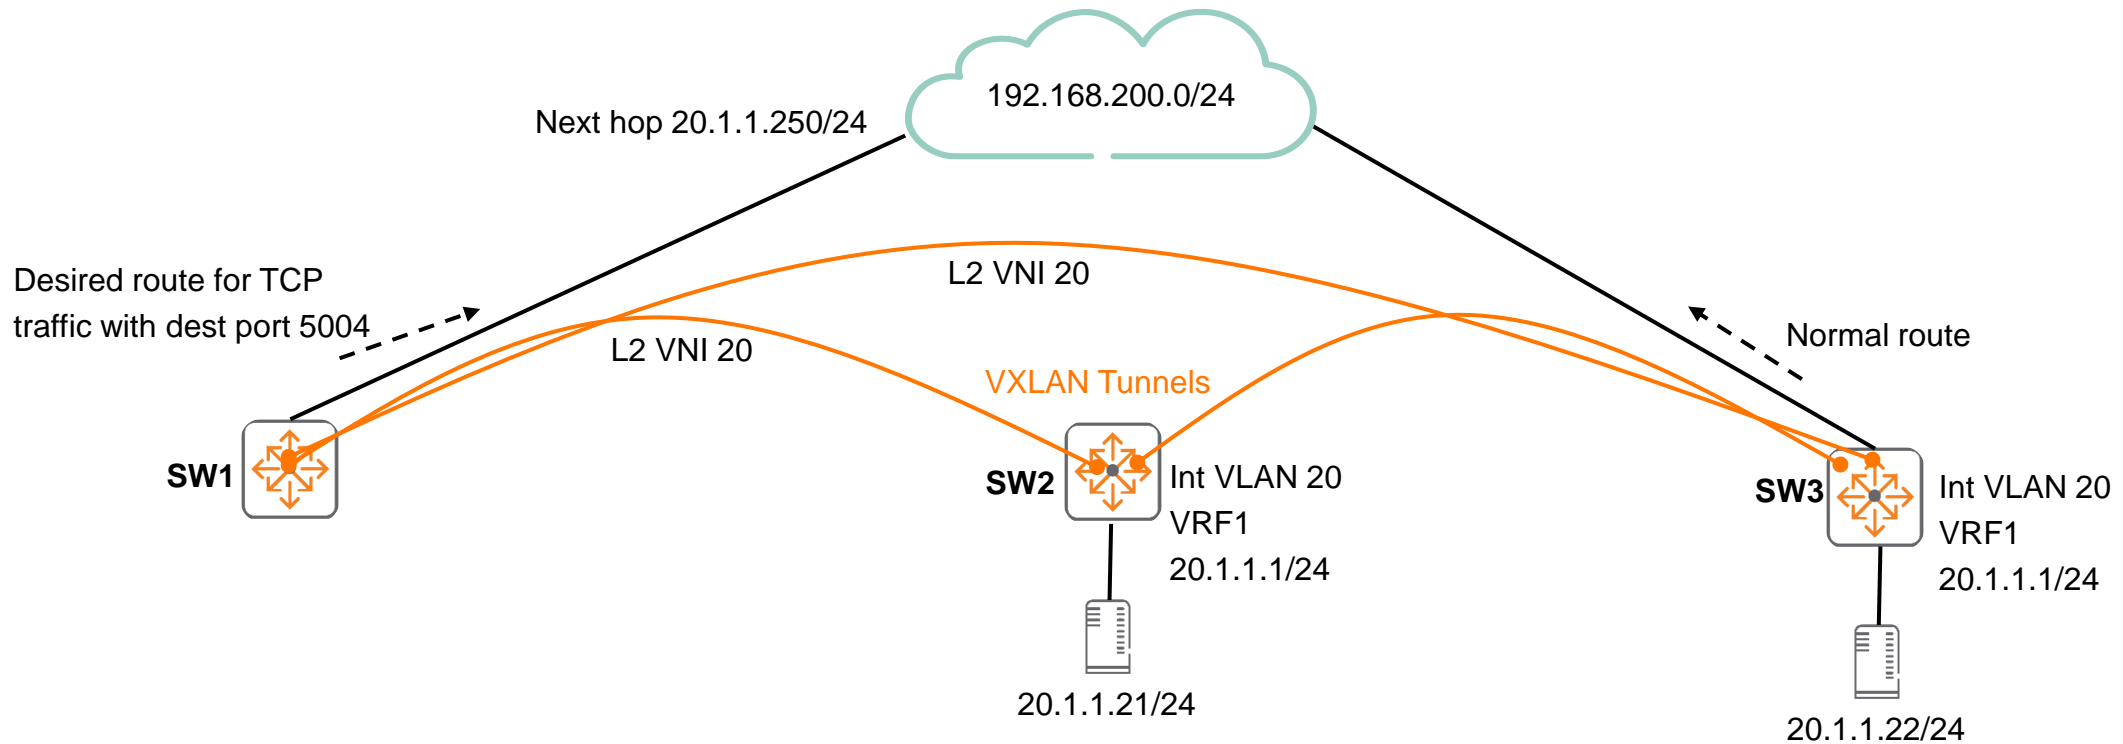 192.168.200.0/24
Next hop 20.1.1.250/24
Desired route for TCP
traffic with dest port 5004
L2 VNI 20
L2 VNI 20
Normal route
VXLAN Tunnels
SW1
SW2
Int VLAN 20
VRF1
20.1.1.1/24
SW3
Int VLAN 20
VRF1
20.1.1.1/24
20.1.1.21/24
20.1.1.22/24